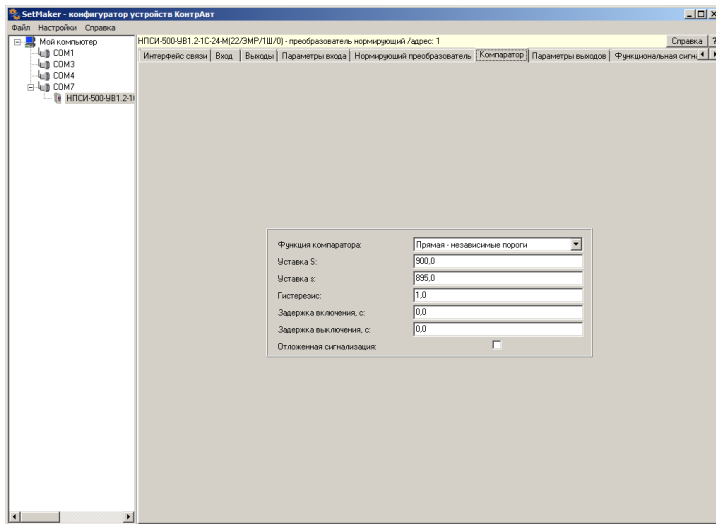 SetMaker - конфигуратор устройств КонтрАвт
Файл Настройки Справка
Мой компьютер
COM1
COM3
COM4
COM7
НПСИ-500-УВ1.2-1
НПСИ-500-УВ1.2-1С-24-М(22/ЭМР/1Ш/0) - преобразователь нормирующий /адрес: 1
Справка ?
Интерфейс связи Вход Выходы Параметры входа Нормирующий преобразователь Компаратор Параметры выходов Функциональная сигн
Функция компаратора: Прямая - независимые пороги
Уставка S: 900,0
Уставка s: 895,0
Гистерезис: 1,0
Задержка включения, с: 0,0
Задержка выключения, с: 0,0
Отложенная сигнализация: